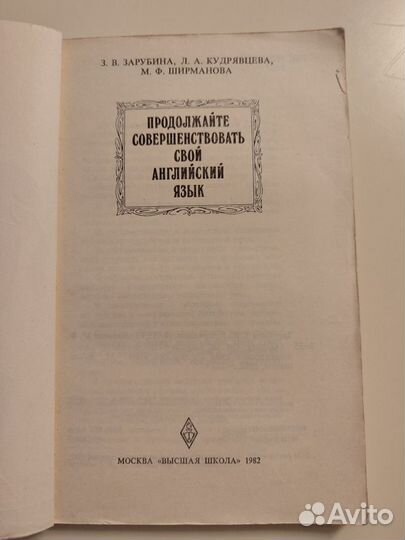 З. В. ЗАРУБИНА, Л. А. КУДРЯВЦЕВА,
М. Ф. ШИРМАНОВА
ПРОДОЛЖАЙТЕ
СОВЕРШЕНСТВОВАТЬ
СВОЙ
АНГЛИЙСКИЙ
ЯЗЫК
МОСКВА «ВЫСШАЯ ШКОЛА» 1982
Avito